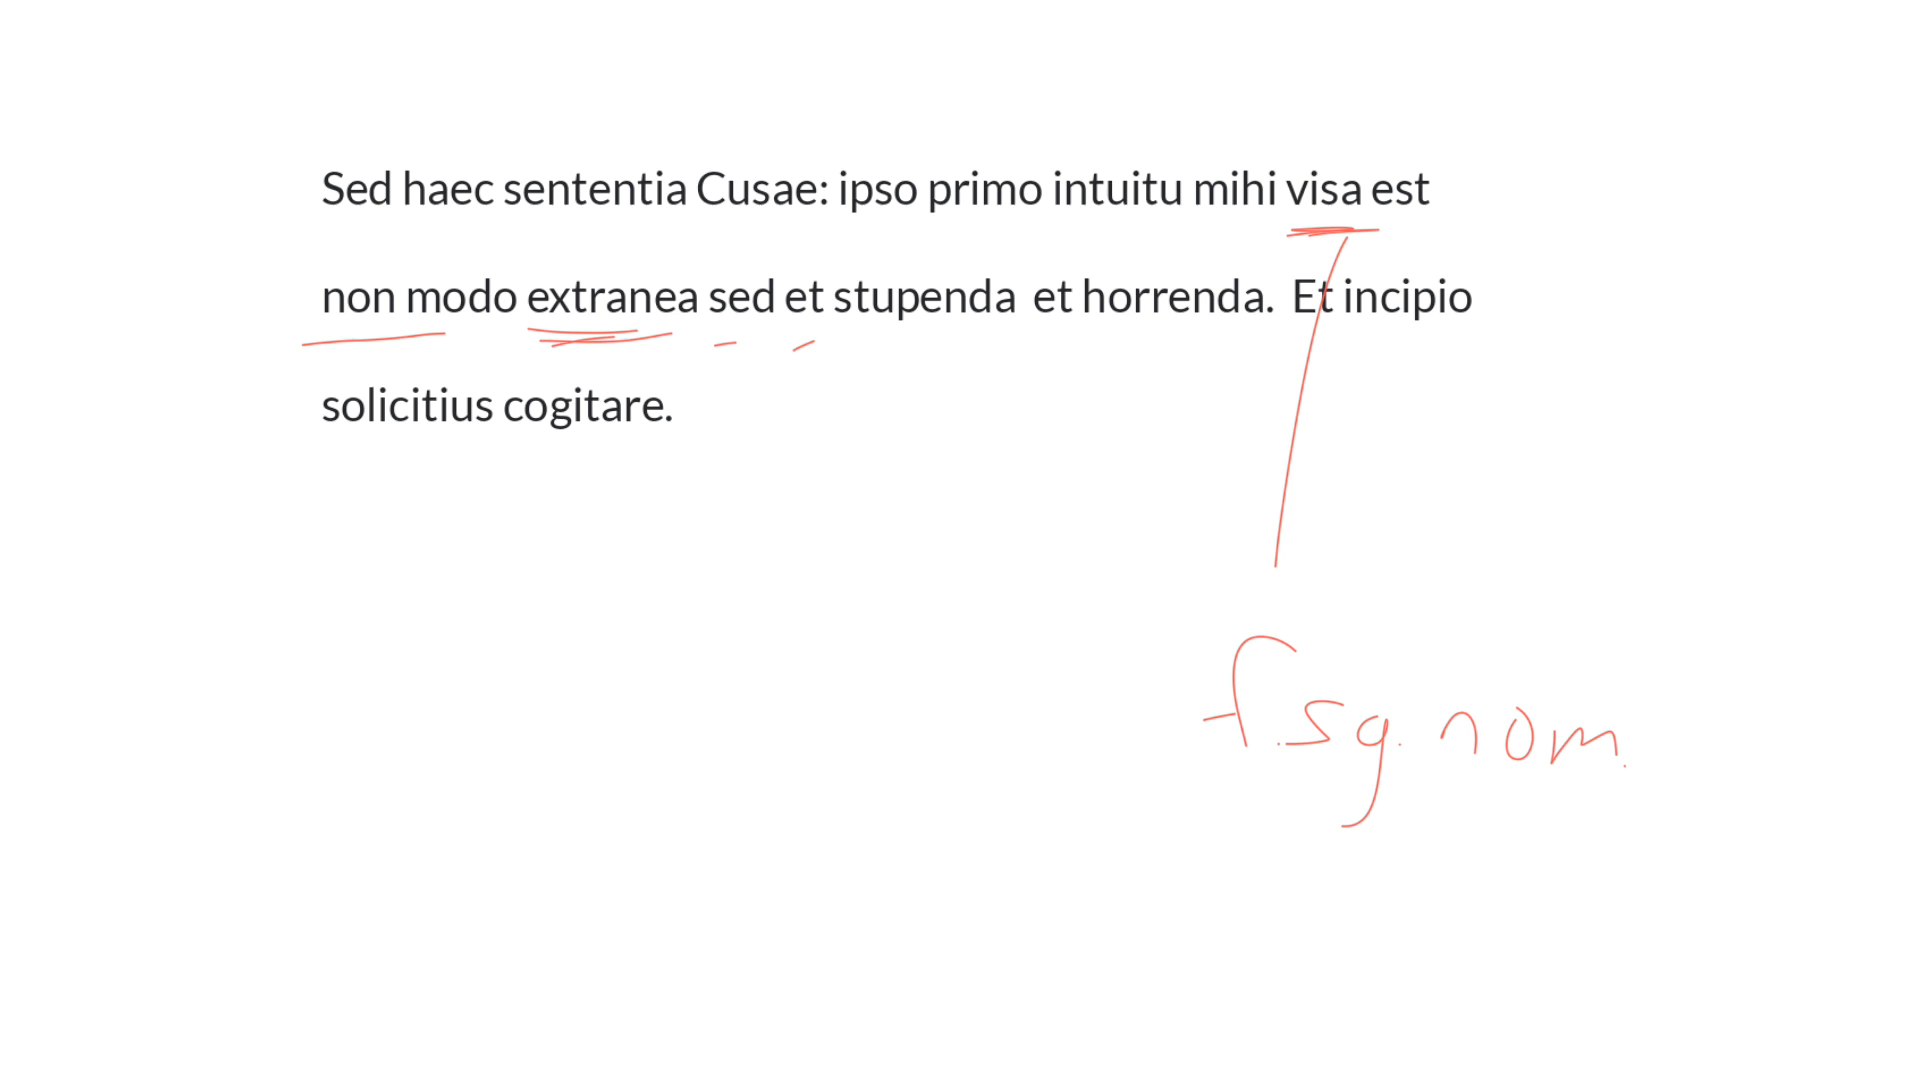 Sed haec sententia Cusae: ipso primo intuitu mihi visa est
non modo extranea sed et stupenda et horrenda. Et incipio
solicitius cogitare.
f.sg. nom.